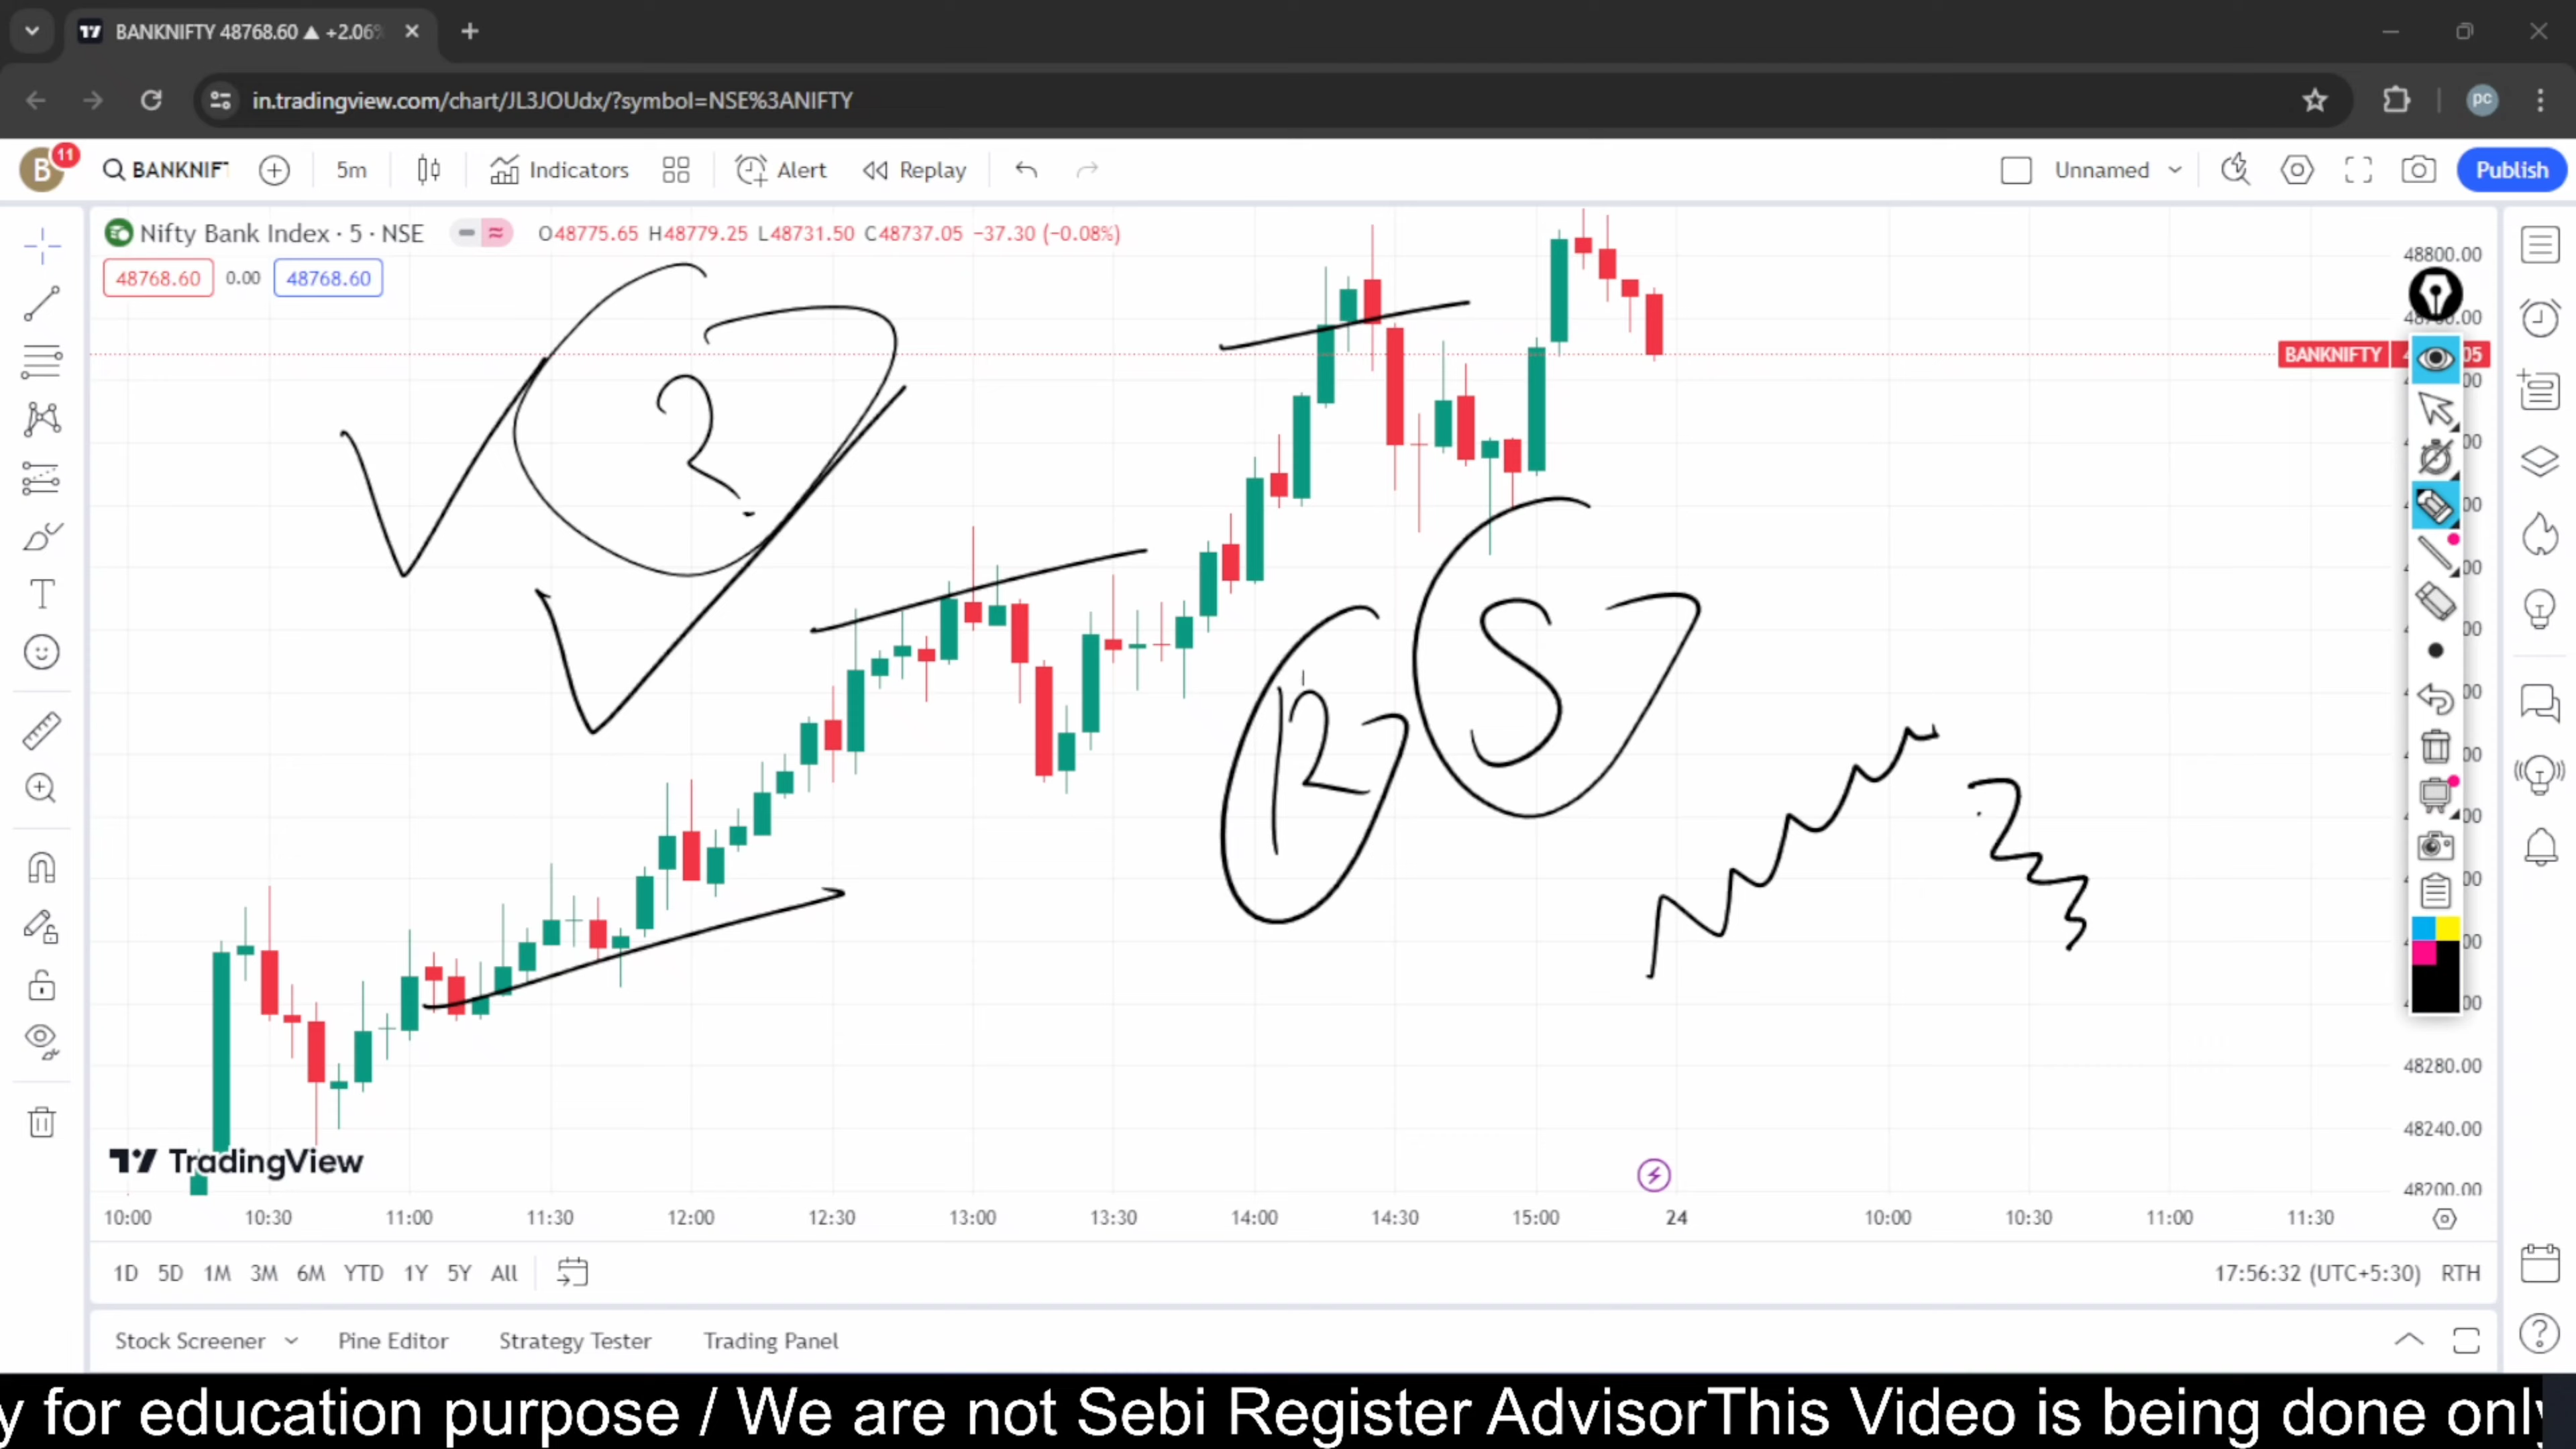 BANKNIFTY 48768.60 ▲ +2.06%
in.tradingview.com/chart/JL3JOUdx/?symbol=NSE%3ANIFTY
pc
B 11 BANKNIFT 5m Indicators Alert Replay Unnamed Publish
Nifty Bank Index · 5 · NSE O48775.65 H48779.25 L48731.50 C48737.05 −37.30 (−0.08%)
48768.60 0.00 48768.60
48800.00
BANKNIFTY
?
R S
48280.00
48240.00
48200.00
TradingView
10:00 10:30 11:00 11:30 12:00 12:30 13:00 13:30 14:00 14:30 15:00 24 10:00 10:30 11:00 11:30
1D 5D 1M 3M 6M YTD 1Y 5Y All 17:56:32 (UTC+5:30) RTH
Stock Screener Pine Editor Strategy Tester Trading Panel
y for education purpose / We are not Sebi Register AdvisorThis Video is being done only